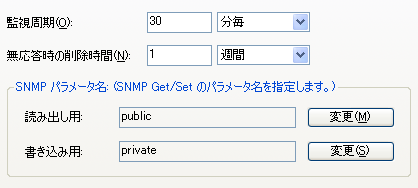 監視周期(O): 30 分毎
無応答時の削除時間(N): 1 週間
SNMP パラメータ名: (SNMP Get/Set のパラメータ名を指定します。)
読み出し用: public 変更(M)
書き込み用: private 変更(S)